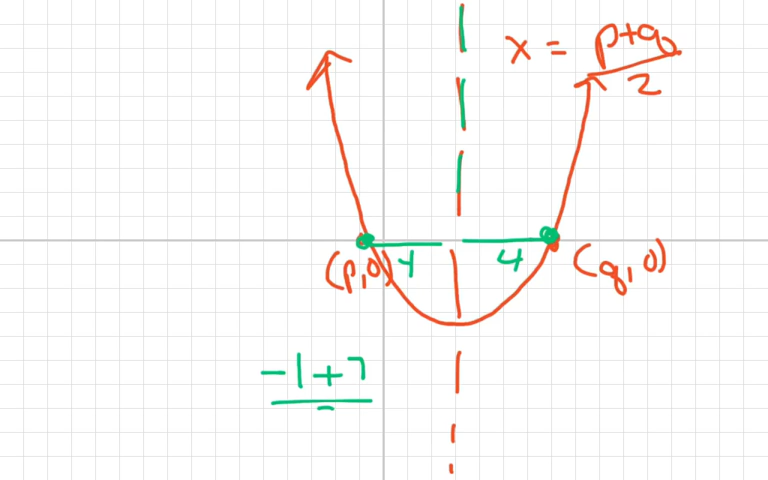 x = p+q
2
4 4
(p,0) (q,0)
-1+7